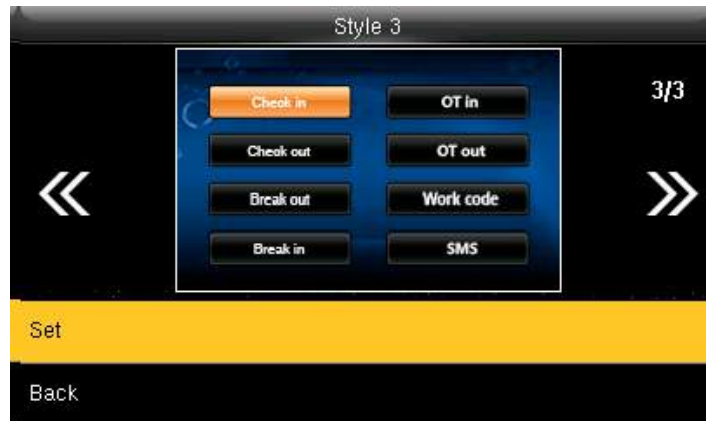 Style 3
3/3
Check in
OT in
Check out
OT out
Break out
Work code
Break in
SMS
Set
Back